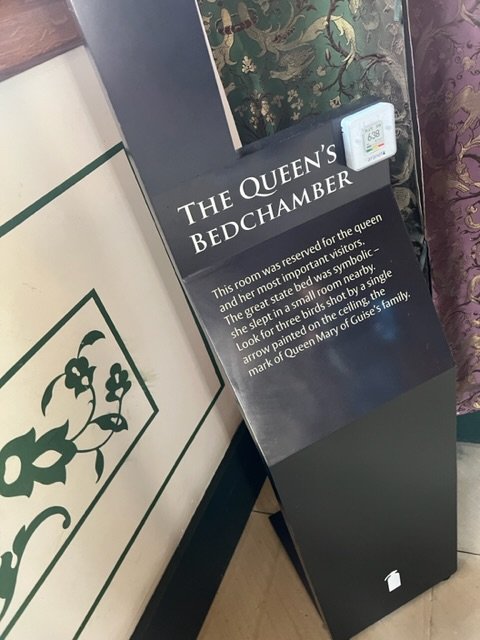 THE QUEEN'S
BEDCHAMBER
638
aranet4
This room was reserved for the queen
and her most important visitors.
The great state bed was symbolic –
she slept in a small room nearby.
Look for three birds shot by a single
arrow painted on the ceiling, the
mark of Queen Mary of Guise's family.